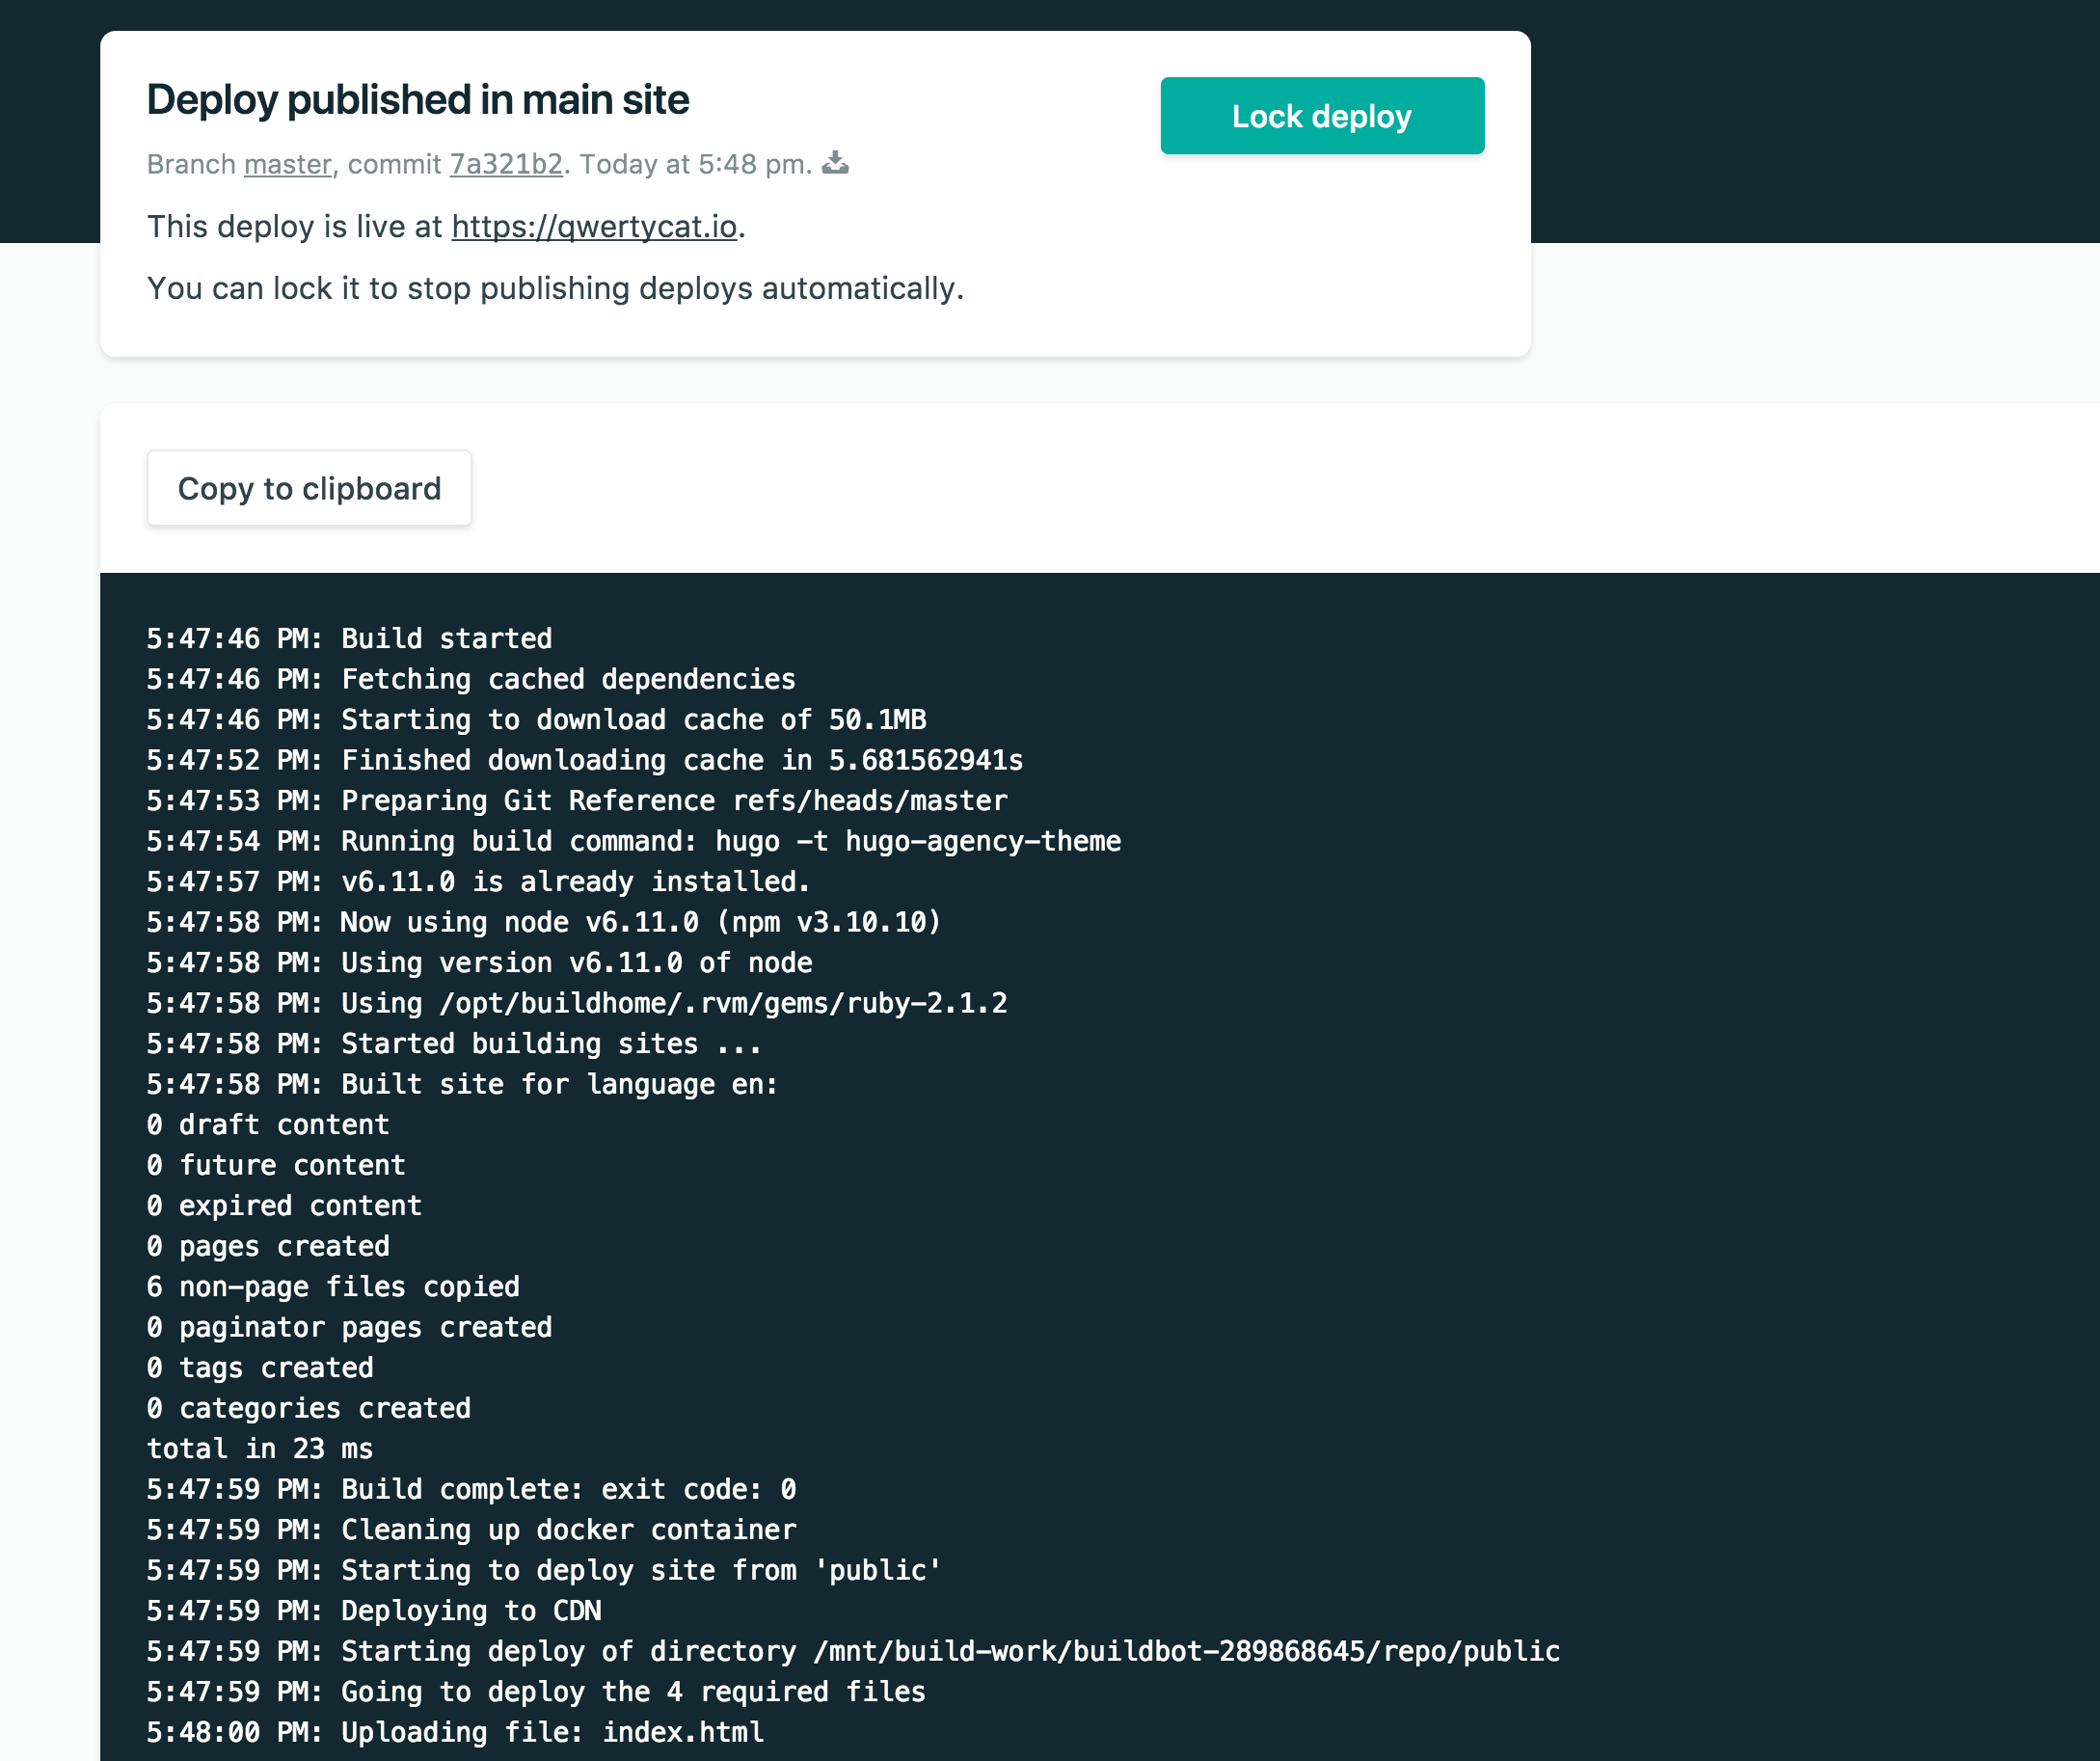 Deploy published in main site
Lock deploy
Branch master, commit 7a321b2. Today at 5:48 pm.
This deploy is live at https://qwertycat.io.
You can lock it to stop publishing deploys automatically.
Copy to clipboard
5:47:46 PM: Build started
5:47:46 PM: Fetching cached dependencies
5:47:46 PM: Starting to download cache of 50.1MB
5:47:52 PM: Finished downloading cache in 5.681562941s
5:47:53 PM: Preparing Git Reference refs/heads/master
5:47:54 PM: Running build command: hugo -t hugo-agency-theme
5:47:57 PM: v6.11.0 is already installed.
5:47:58 PM: Now using node v6.11.0 (npm v3.10.10)
5:47:58 PM: Using version v6.11.0 of node
5:47:58 PM: Using /opt/buildhome/.rvm/gems/ruby-2.1.2
5:47:58 PM: Started building sites ...
5:47:58 PM: Built site for language en:
0 draft content
0 future content
0 expired content
0 pages created
6 non-page files copied
0 paginator pages created
0 tags created
0 categories created
total in 23 ms
5:47:59 PM: Build complete: exit code: 0
5:47:59 PM: Cleaning up docker container
5:47:59 PM: Starting to deploy site from 'public'
5:47:59 PM: Deploying to CDN
5:47:59 PM: Starting deploy of directory /mnt/build-work/buildbot-289868645/repo/public
5:47:59 PM: Going to deploy the 4 required files
5:48:00 PM: Uploading file: index.html